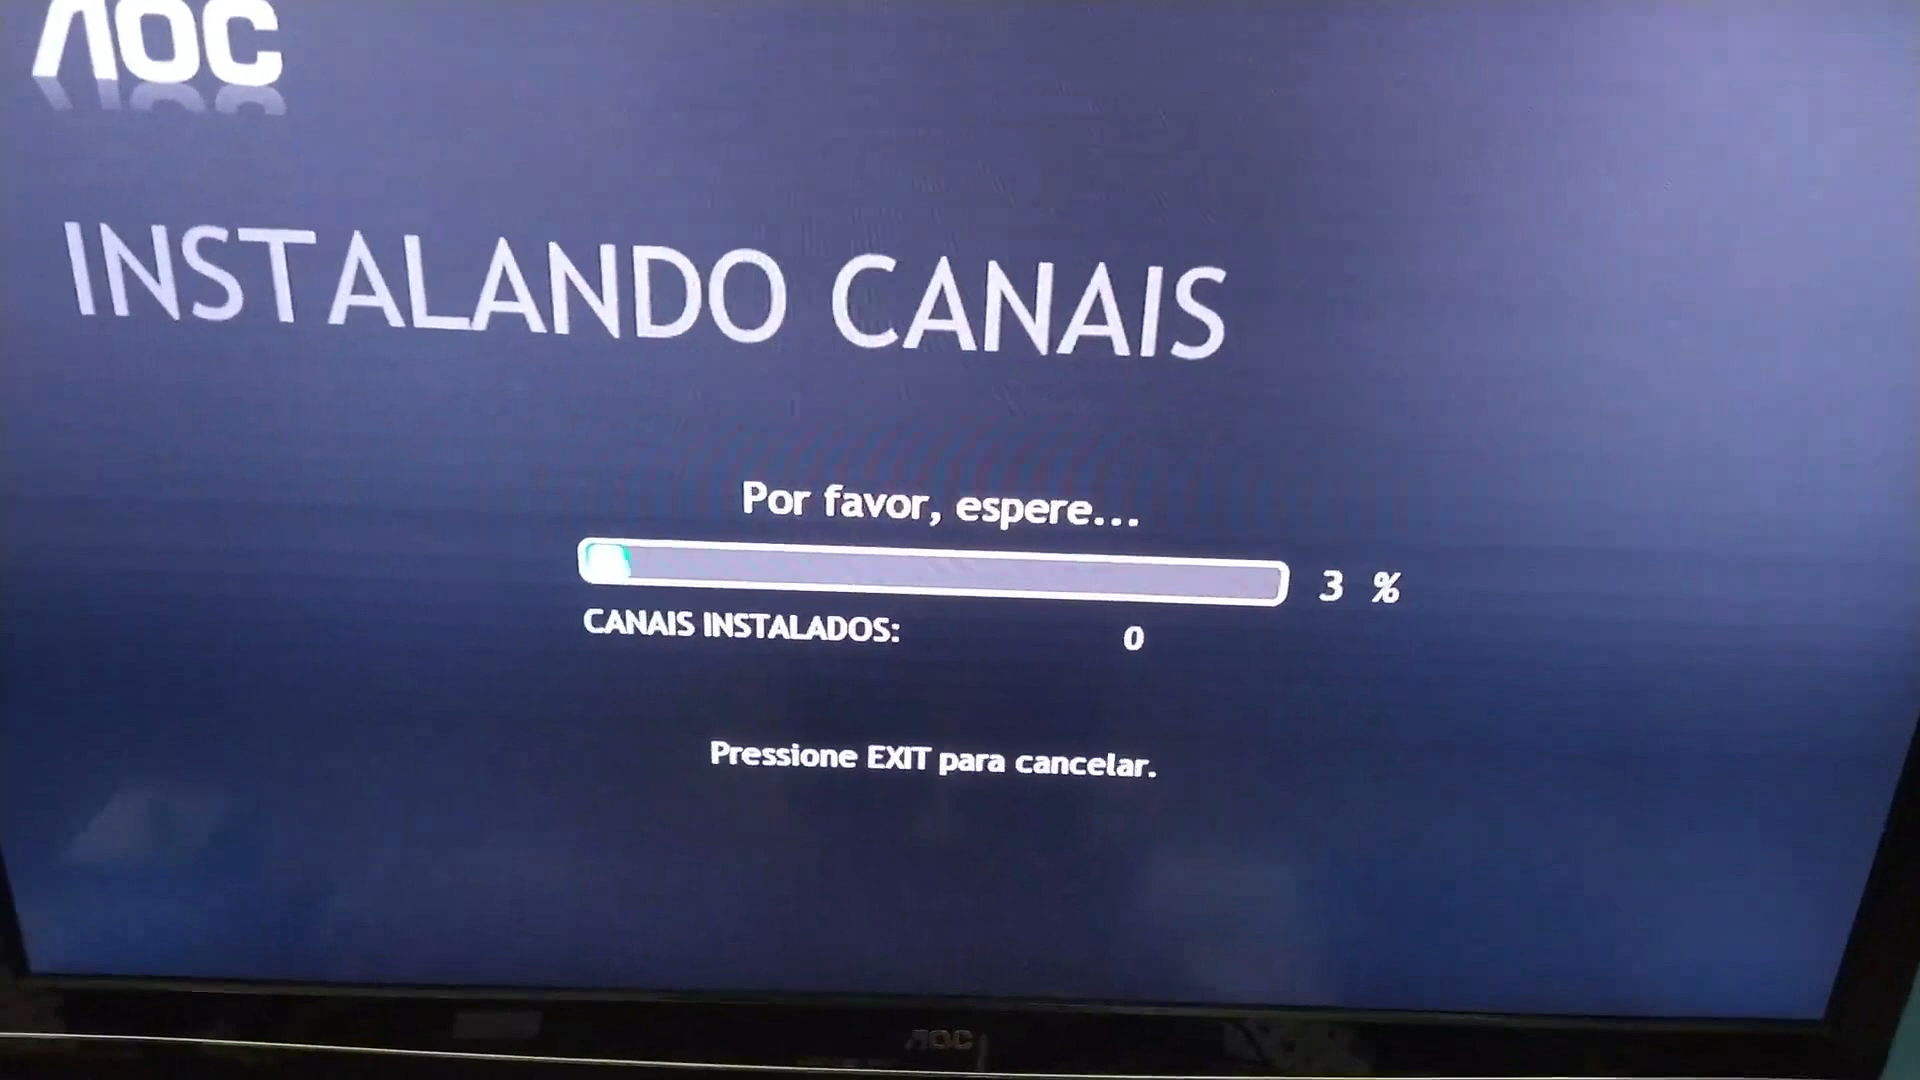 AOC
INSTALANDO CANAIS
Por favor, espere...
3 %
CANAIS INSTALADOS: 0
Pressione EXIT para cancelar.
AOC